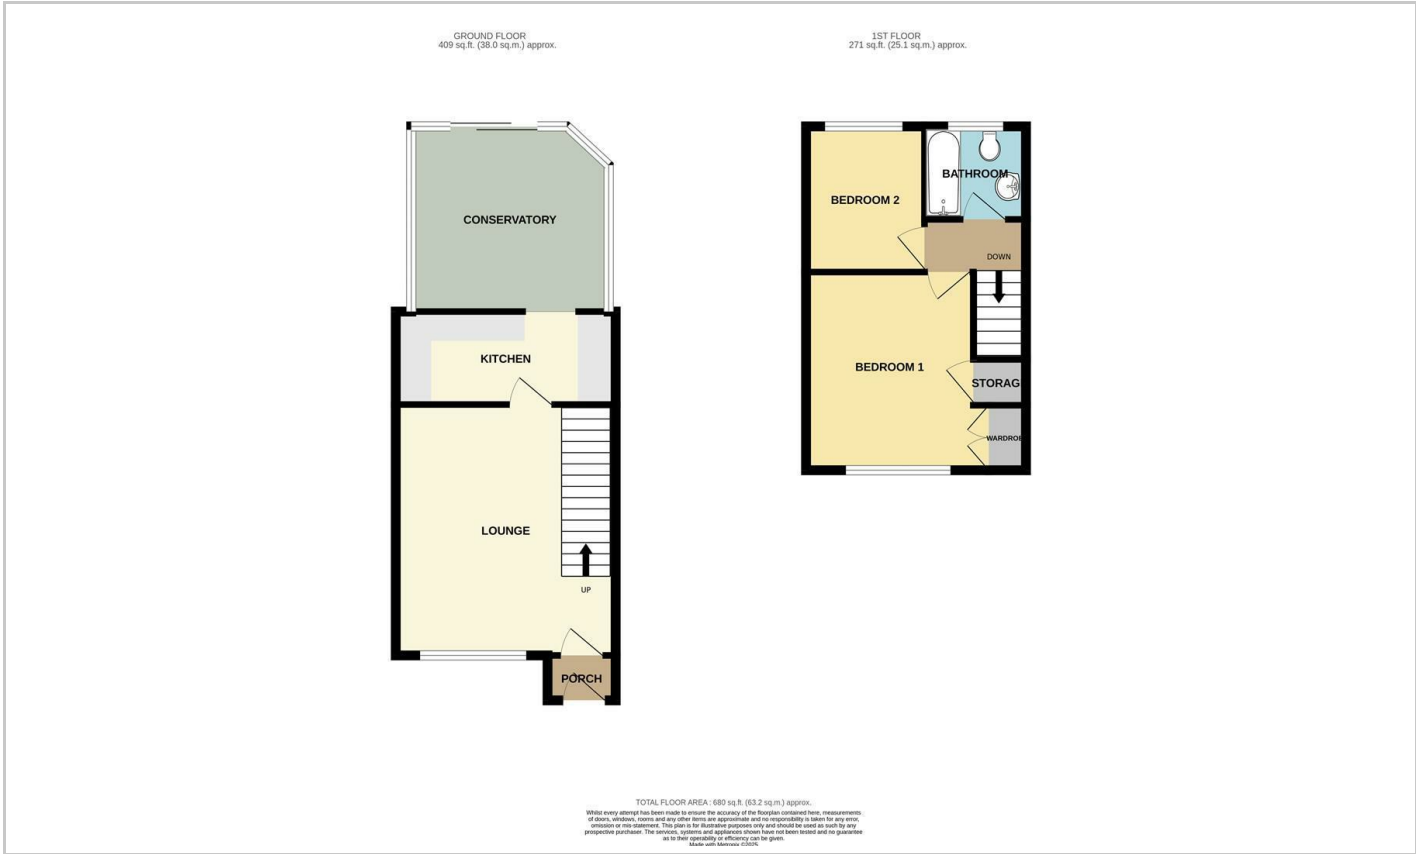 GROUND FLOOR
409 sq.ft. (38.0 sq.m.) approx.
1ST FLOOR
271 sq.ft. (25.1 sq.m.) approx.
CONSERVATORY
KITCHEN
LOUNGE
UP
PORCH
BATHROOM
BEDROOM 2
DOWN
BEDROOM 1
STORAG
WARDROB
TOTAL FLOOR AREA : 680 sq.ft. (63.2 sq.m.) approx.
Whilst every attempt has been made to ensure the accuracy of the floorplan contained here, measurements
of doors, windows, rooms and any other items are approximate and no responsibility is taken for any error,
omission or mis-statement. This plan is for illustrative purposes only and should be used as such by any
prospective purchaser. The services, systems and appliances shown have not been tested and no guarantee
as to their operability or efficiency can be given.
Made with Metropix ©2025